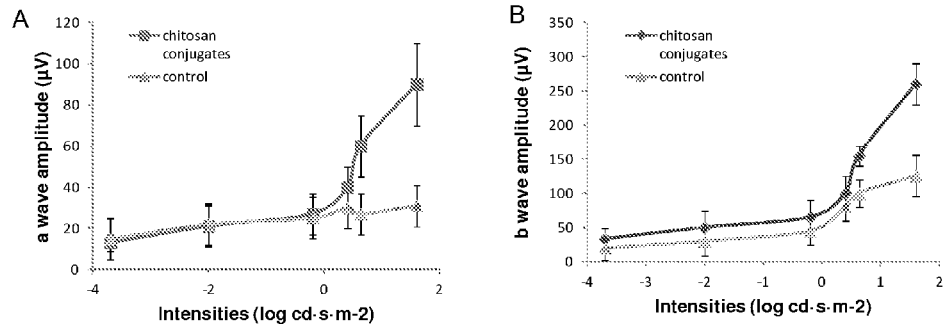 A
120
100
80
60
40
20
0
a wave amplitude (µV)
chitosan
conjugates
control
-4
-2
0
2
Intensities (log cd·s·m-2)
B
350
300
250
200
150
100
50
0
b wave amplitude (µV)
chitosan
conjugates
control
-4
-3
-2
-1
0
1
2
Intensities (log cd·s·m-2)